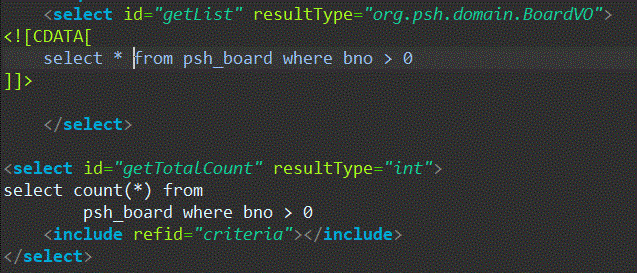 <select id="getList" resultType="org.psh.domain.BoardVO">
<![CDATA[
select * from psh_board where bno > 0
]]>
</select>
<select id="getTotalCount" resultType="int">
select count(*) from
psh_board where bno > 0
<include refid="criteria"></include>
</select>